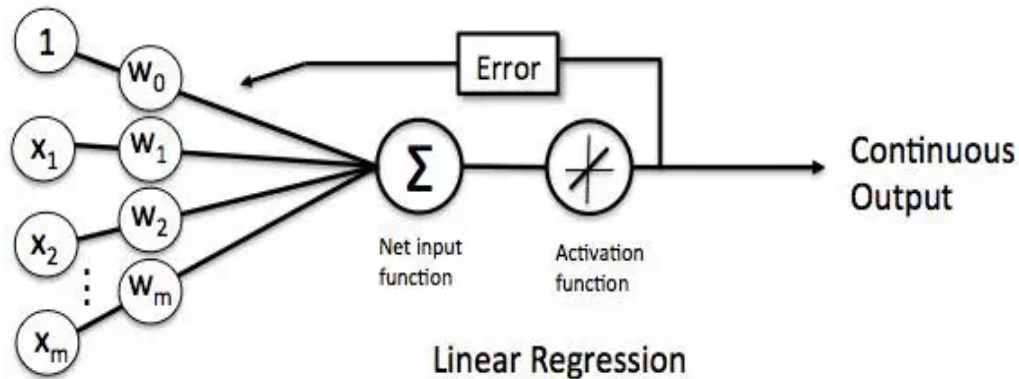 1
w0
x1
w1
x2
w2
⋮
xm
wm
Error
Σ
Net input
function
Activation
function
Continuous
Output
Linear Regression